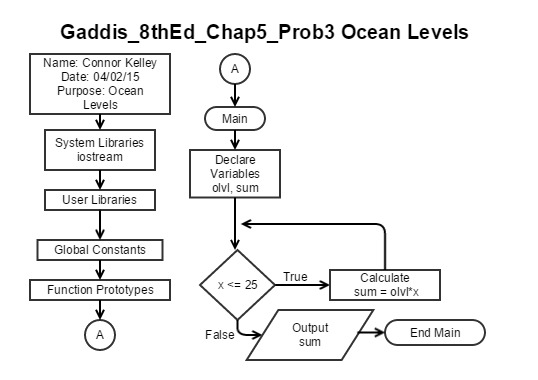 Gaddis_8thEd_Chap5_Prob3 Ocean Levels
Name: Connor Kelley
Date: 04/02/15
Purpose: Ocean
Levels
System Libraries
iostream
User Libraries
Global Constants
Function Prototypes
A
A
Main
Declare
Variables
olvl, sum
x <= 25
True
Calculate
sum = olvl*x
False
Output
sum
End Main